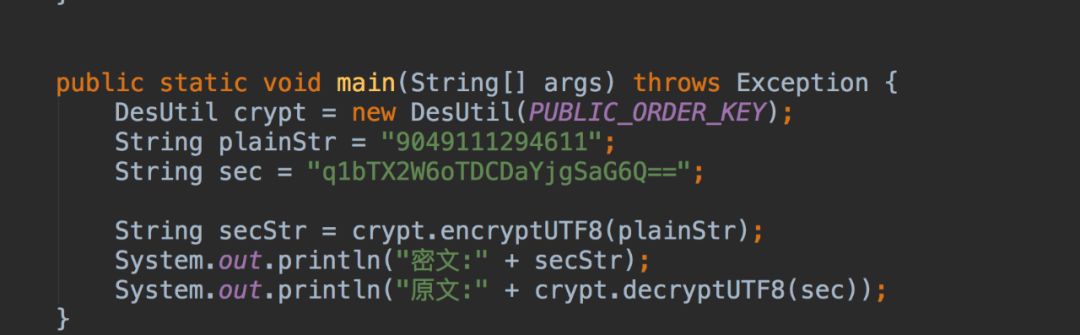 }
public static void main(String[] args) throws Exception {
DesUtil crypt = new DesUtil(PUBLIC_ORDER_KEY);
String plainStr = "9049111294611";
String sec = "q1bTX2W6oTDCDaYjgSaG6Q==";
String secStr = crypt.encryptUTF8(plainStr);
System.out.println("密文:" + secStr);
System.out.println("原文:" + crypt.decryptUTF8(sec));
}